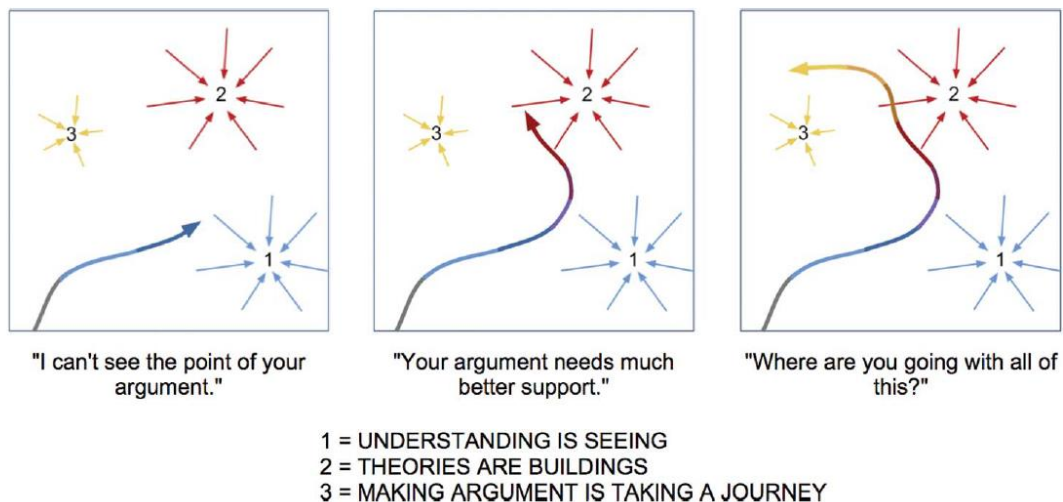 2
3
1
2
3
1
2
3
1
"I can't see the point of your
argument."
"Your argument needs much
better support."
"Where are you going with all of
this?"
1 = UNDERSTANDING IS SEEING
2 = THEORIES ARE BUILDINGS
3 = MAKING ARGUMENT IS TAKING A JOURNEY